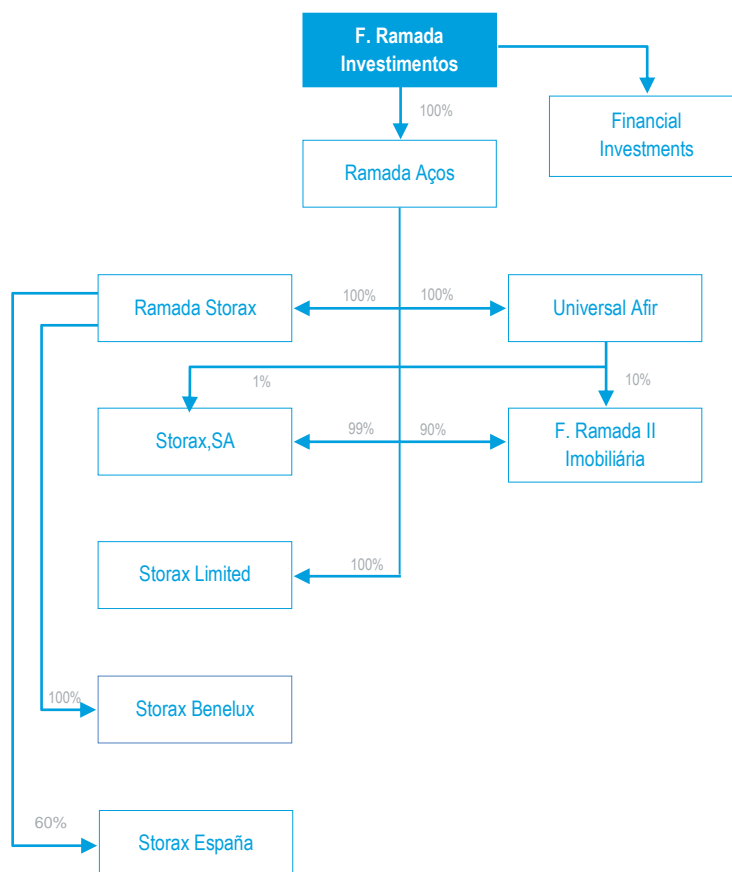 F. Ramada
Investimentos
100%
Financial
Investments
Ramada Aços
Ramada Storax
100%
100%
Universal Afir
1%
10%
Storax,SA
99%
90%
F. Ramada II
Imobiliária
Storax Limited
100%
100%
Storax Benelux
60%
Storax España